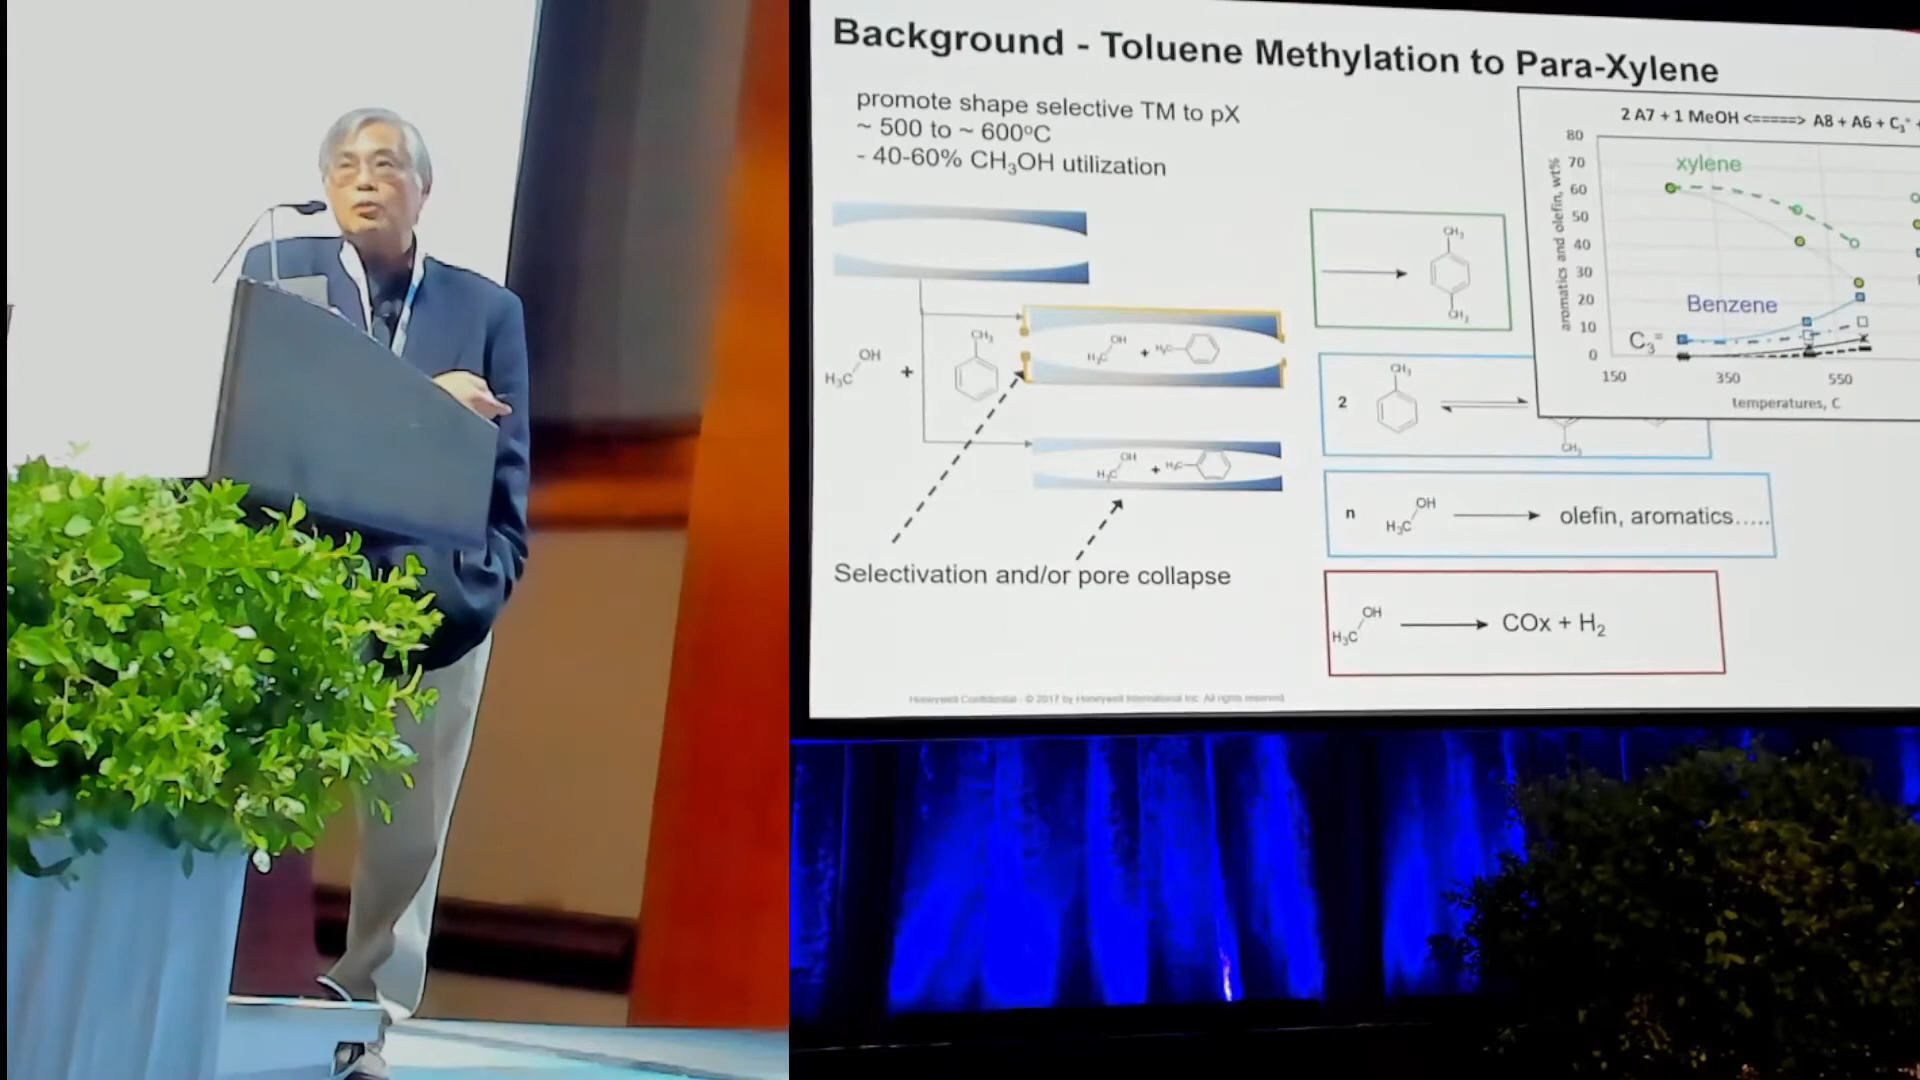 Background - Toluene Methylation to Para-Xylene
promote shape selective TM to pX
~ 500 to ~ 600ºC
- 40-60% CH₃OH utilization
2 A7 + 1 MeOH <=====> A8 + A6 + C₃⁼ +
aromatics and olefin, wt%
80
70
60
50
40
30
20
10
0
xylene
Benzene
C₃⁼
150
350
550
temperatures, C
H₃C
OH
+
CH₃
H₃C
OH
+
H₃C
H₃C
OH
+
H₃C
Selectivation and/or pore collapse
CH₃
CH₃
2
CH₃
CH₃
n
H₃C
OH
olefin, aromatics.....
H₃C
OH
COx + H₂
Honeywell Confidential - © 2017 by Honeywell International Inc. All rights reserved.